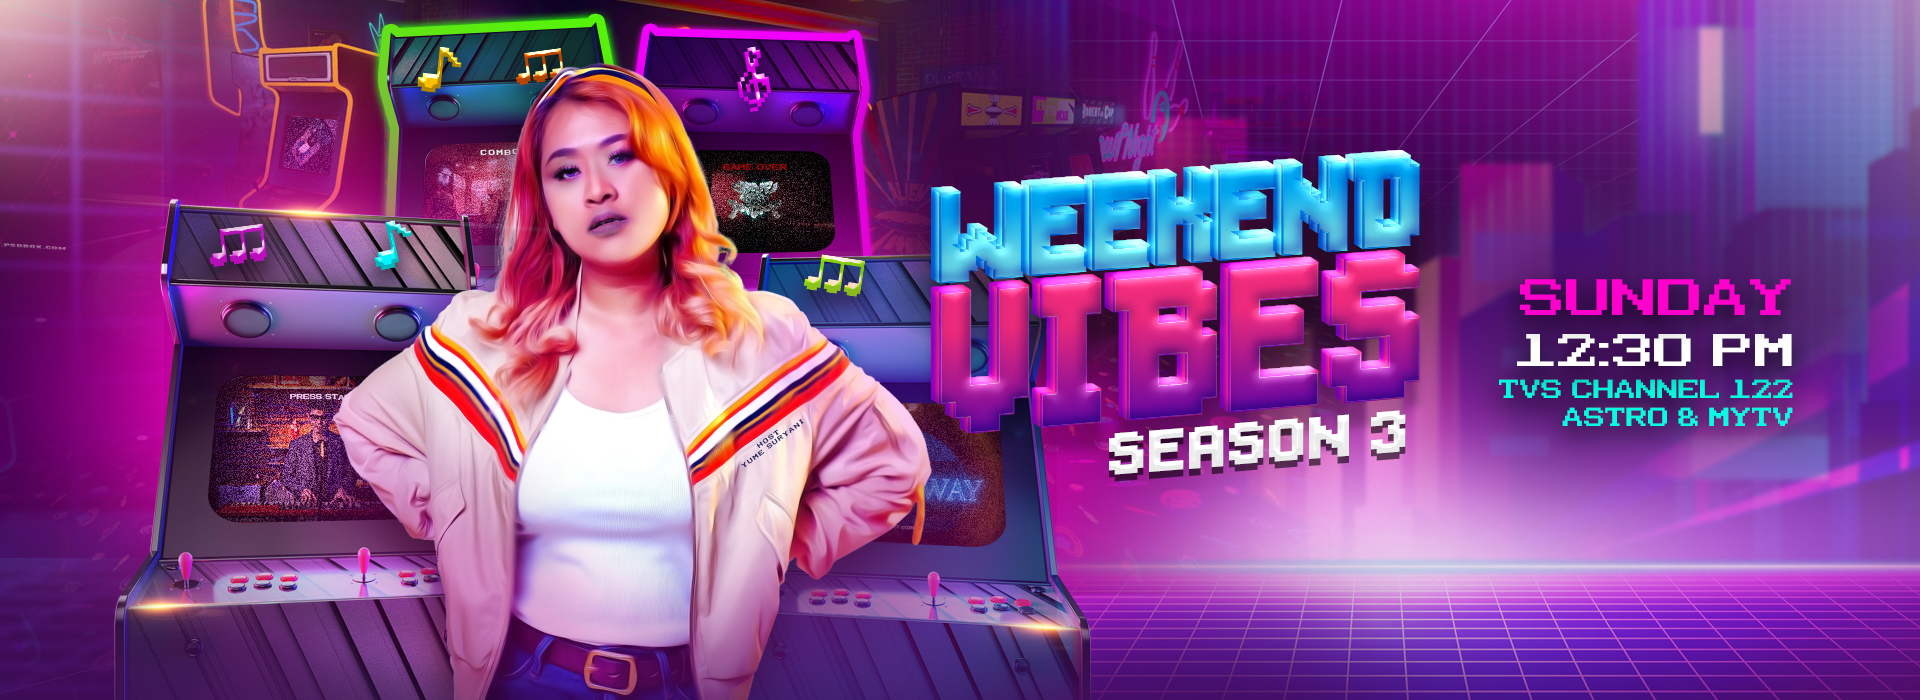 COMBO
GAME OVER
PRESS STA
HOST
YUME SURYANI
WAY
WEEKEND
VIBES
SEASON 3
SUNDAY
12:30 PM
TVS CHANNEL 122
ASTRO & MYTV